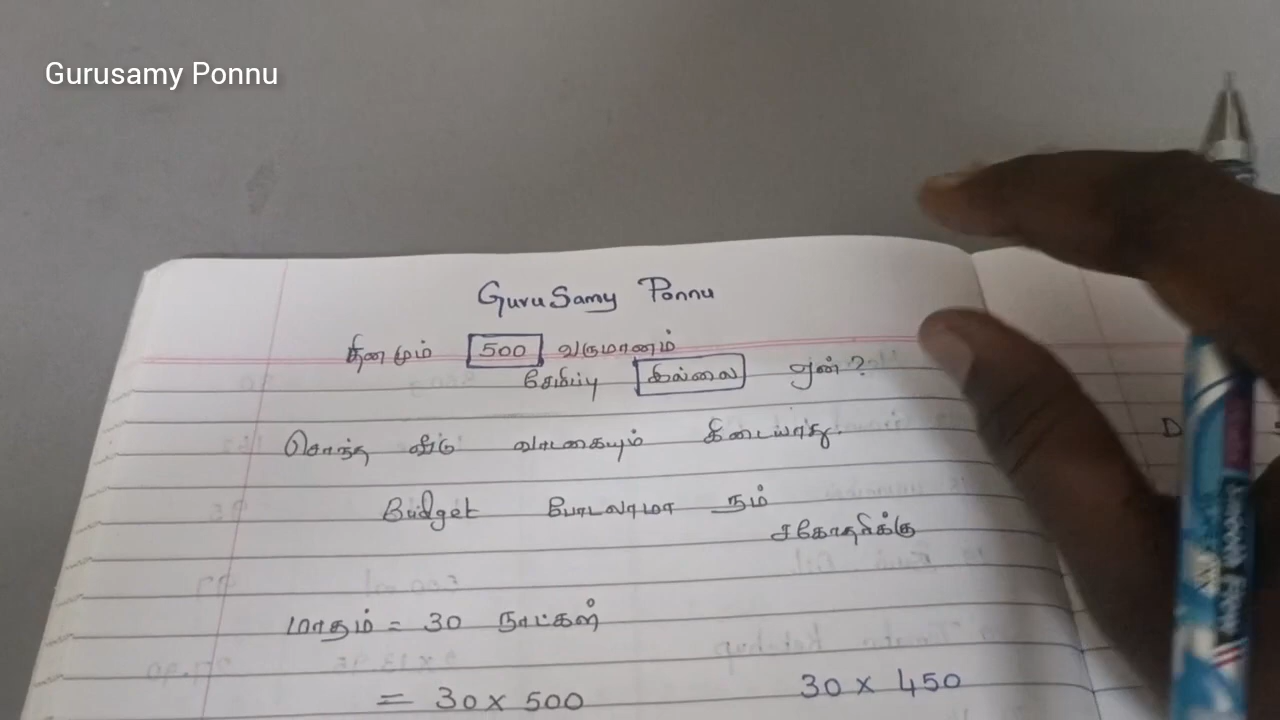 Gurusamy Ponnu
GuruSamy Ponnu
தினமும் 500 வருமானம்
சேமிப்பு இல்லை ஏன்?
சொந்த வீடு வாடகையும் கிடையாது.
Budget போடலாமா நம்
சகோதரிக்கு
மாதம் = 30 நாட்கள்
= 30 x 500 30 x 450